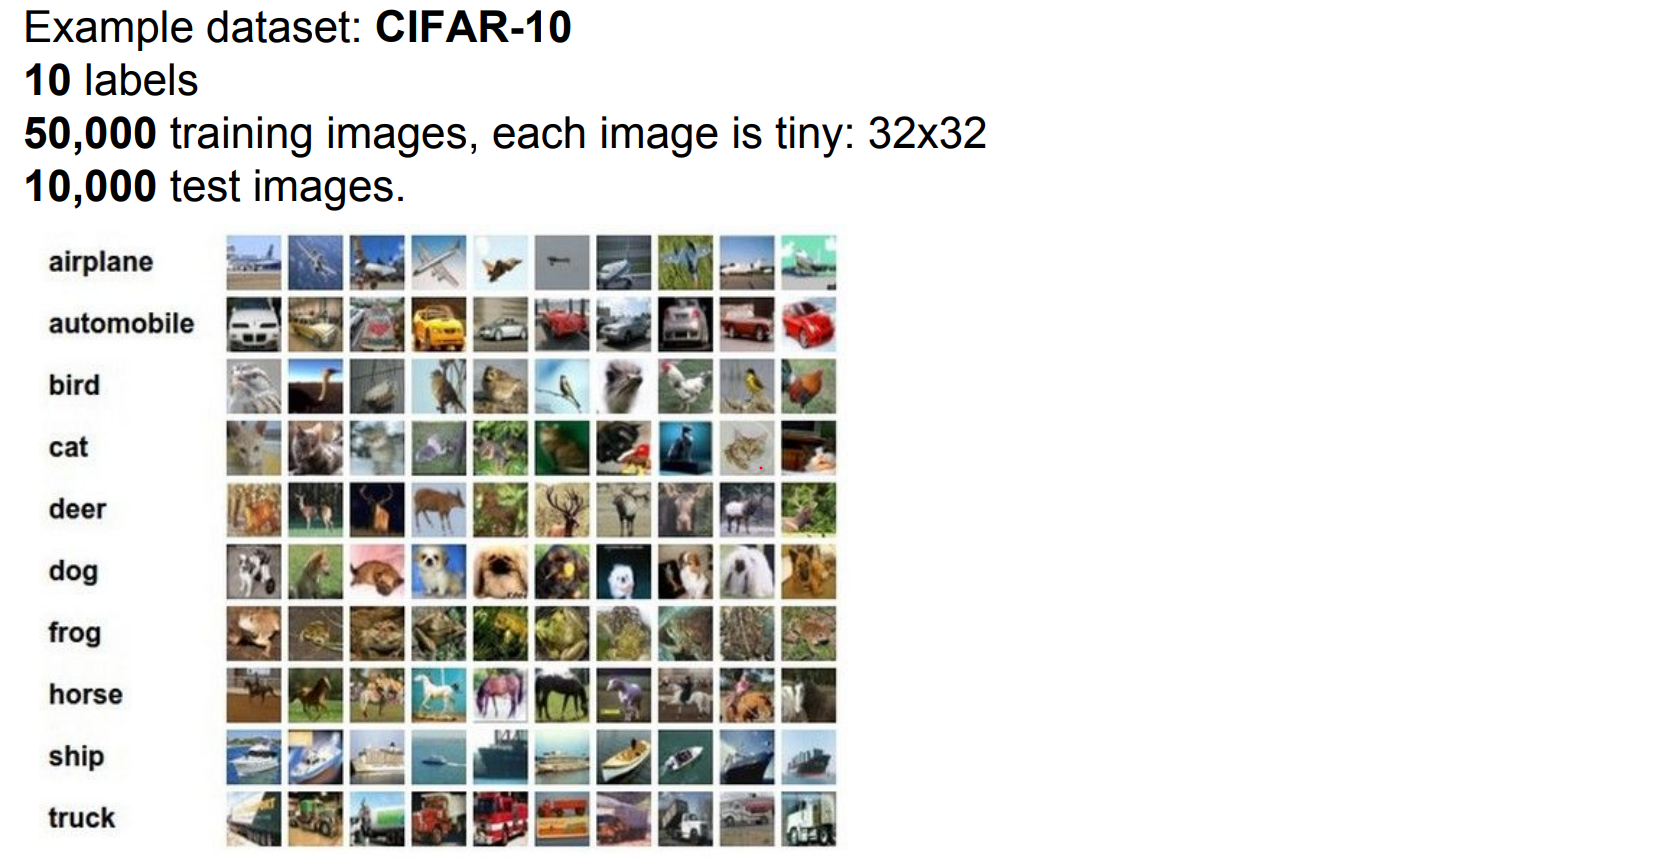 Example dataset: CIFAR-10
10 labels
50,000 training images, each image is tiny: 32x32
10,000 test images.
airplane
automobile
bird
cat
deer
dog
frog
horse
ship
truck